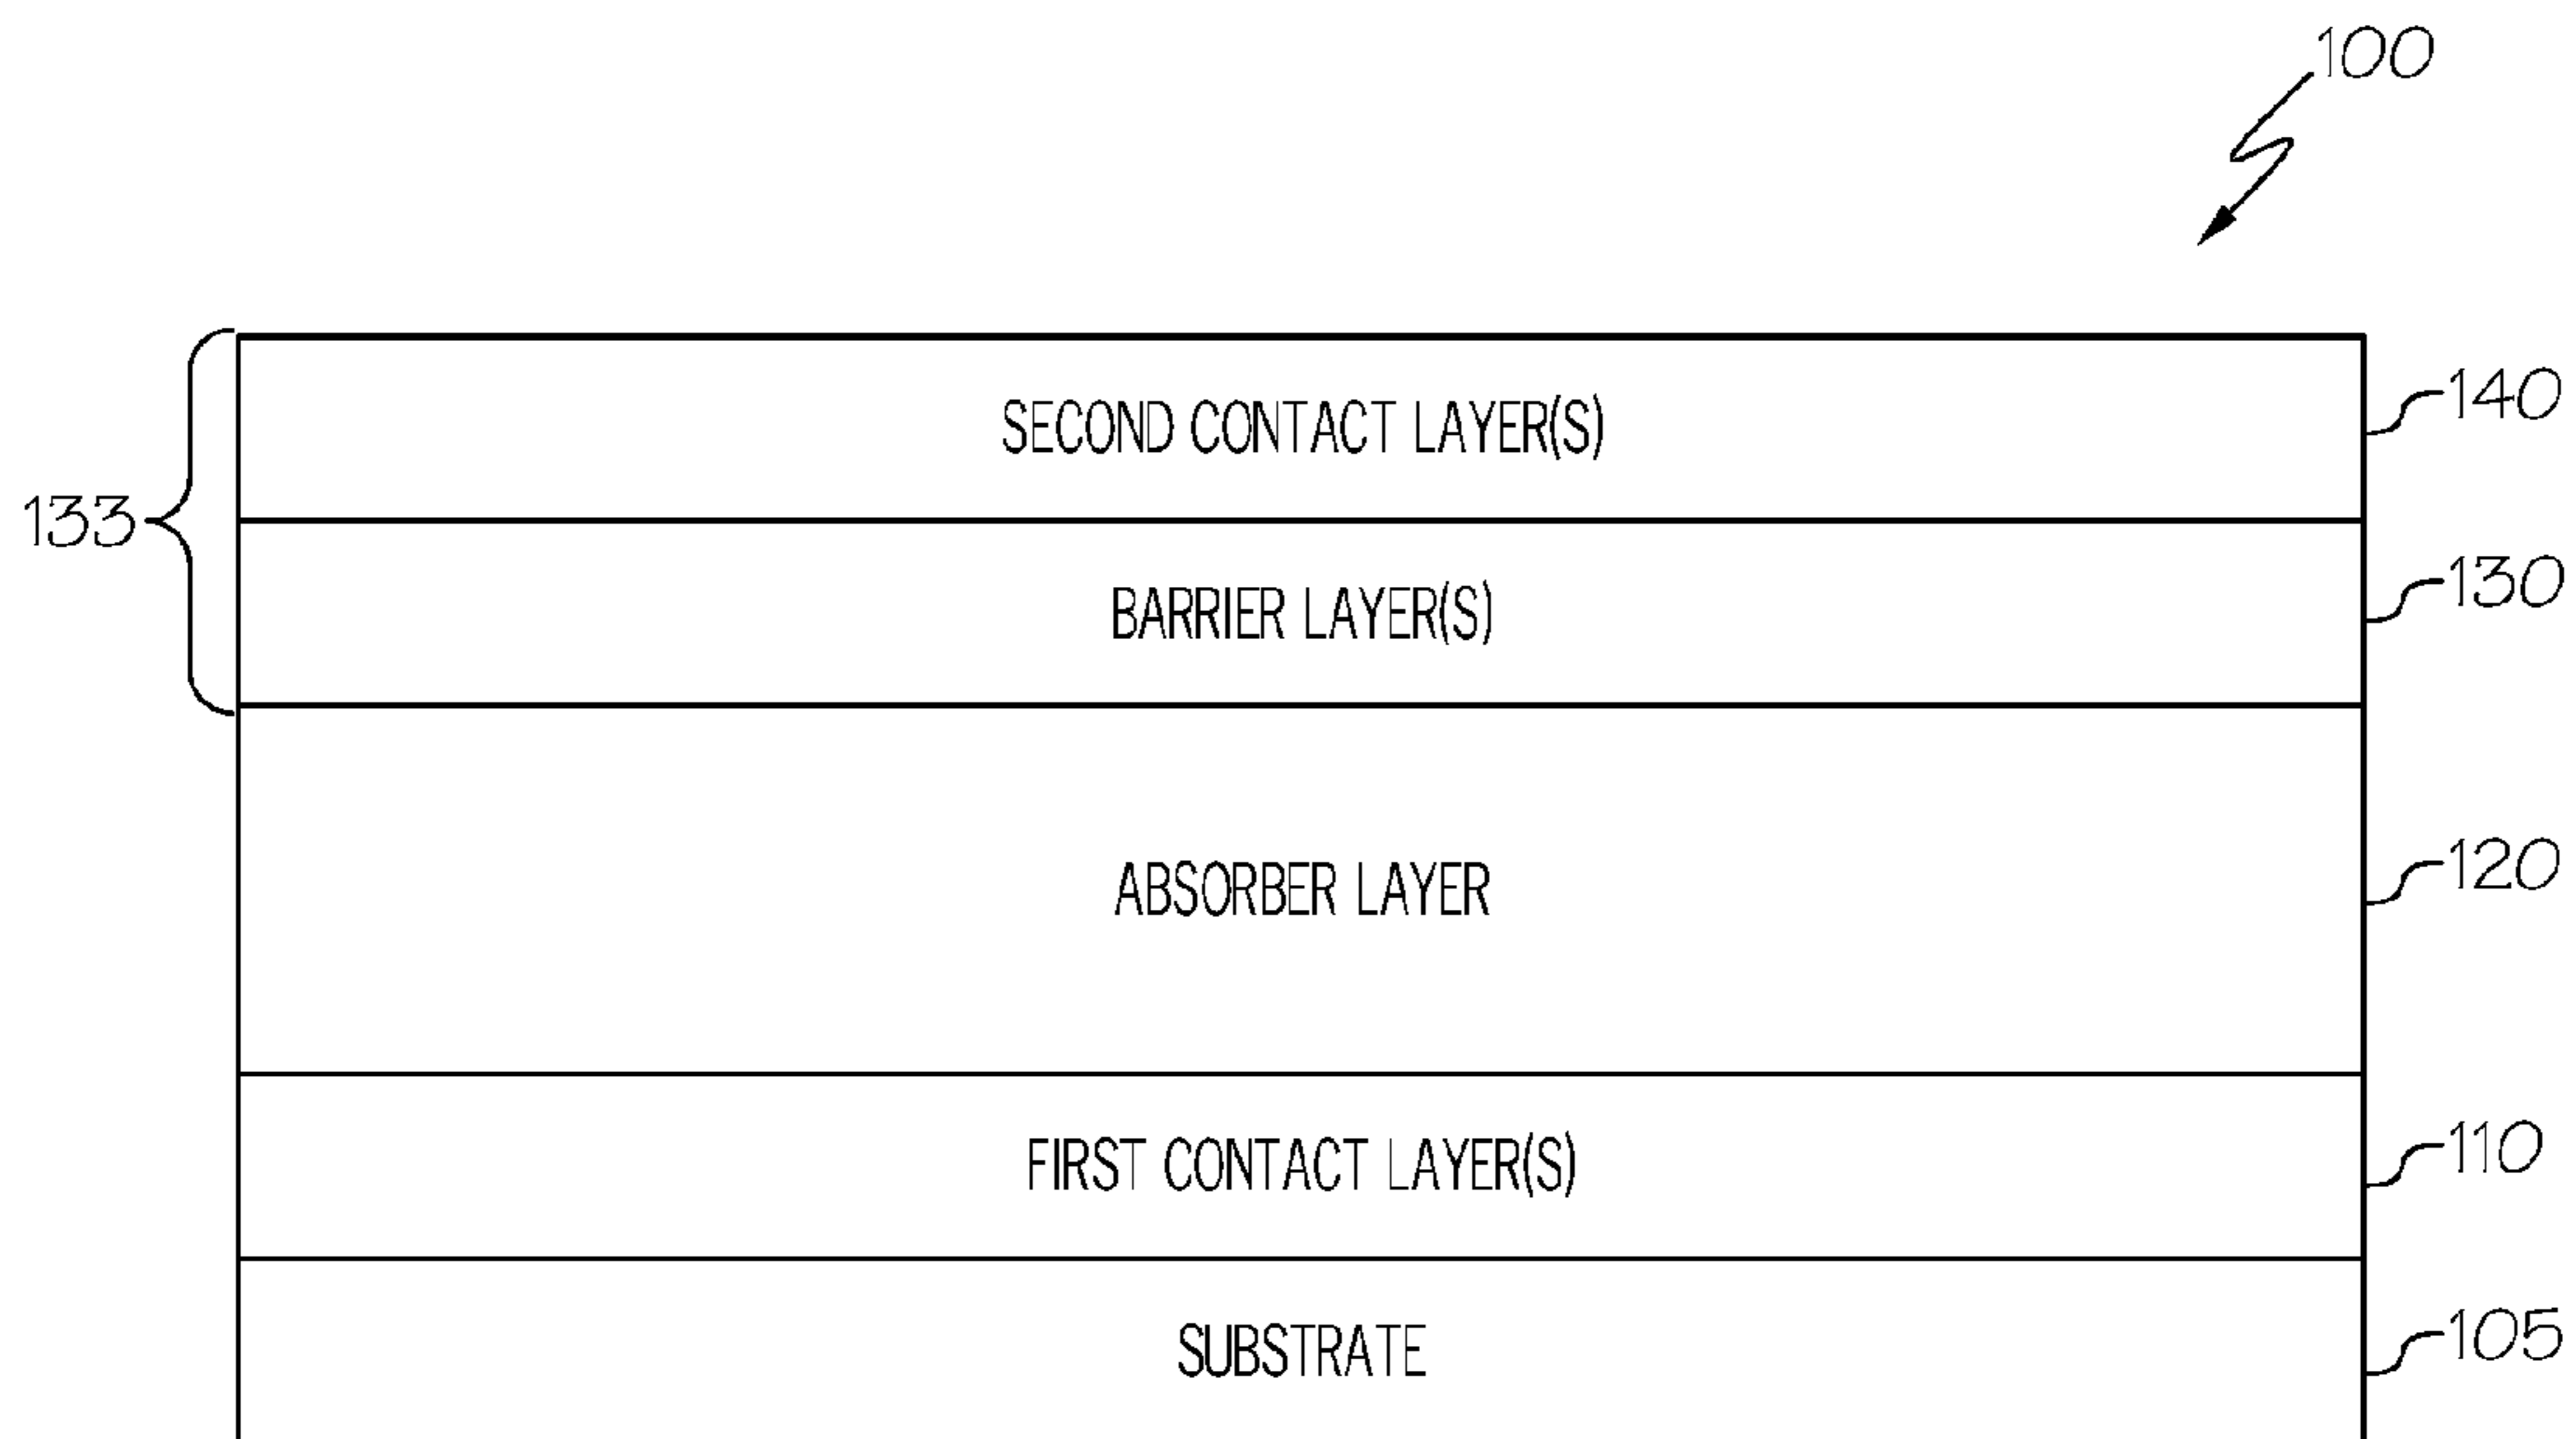 100
SECOND CONTACT LAYER(S)
140
133
BARRIER LAYER(S)
130
ABSORBER LAYER
120
FIRST CONTACT LAYER(S)
110
SUBSTRATE
105